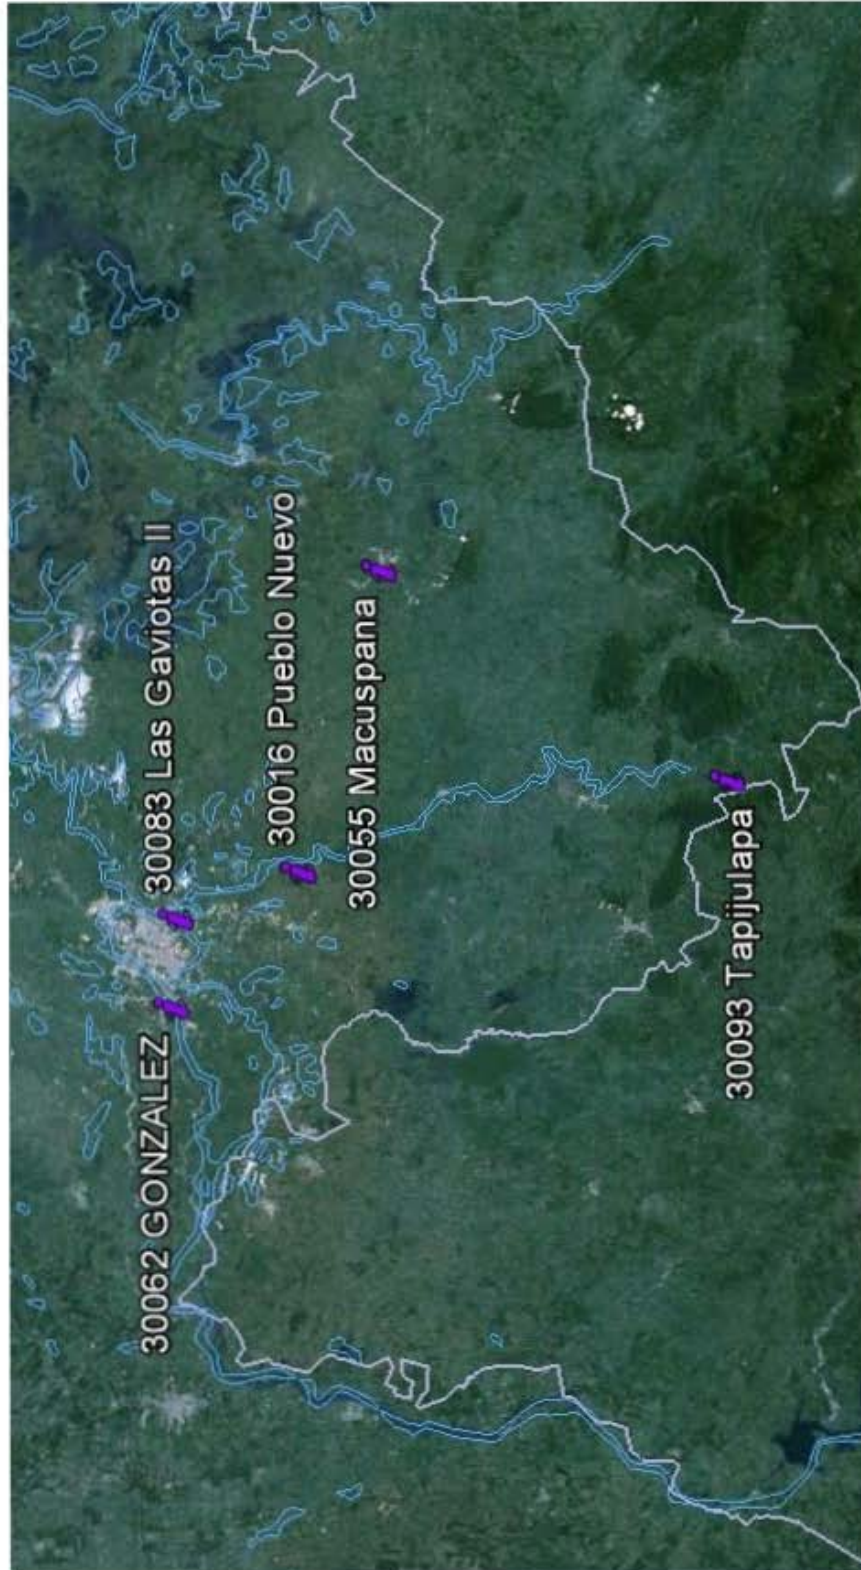 30062 GONZALEZ
30083 Las Gaviotas II
30016 Pueblo Nuevo
30055 Macuspana
30093 Tapijulapa